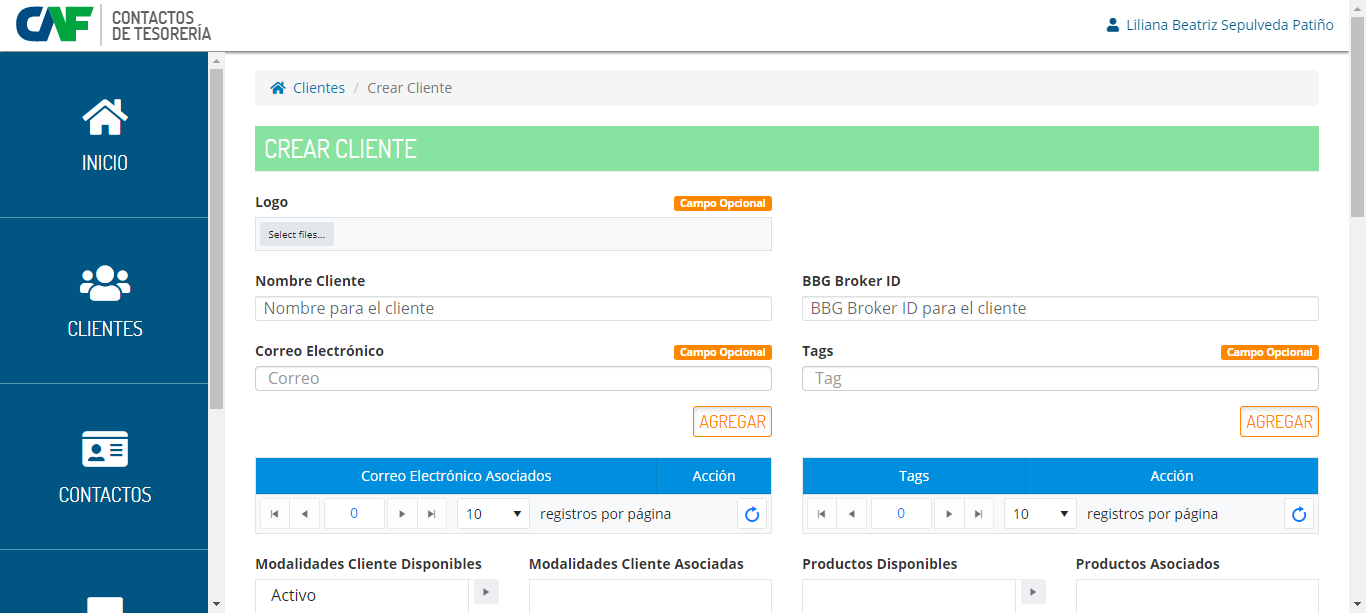 CAF
CONTACTOS
DE TESORERÍA
Liliana Beatriz Sepulveda Patiño
INICIO
CLIENTES
CONTACTOS
Clientes / Crear Cliente
CREAR CLIENTE
Logo Campo Opcional
Select files...
Nombre Cliente BBG Broker ID
Nombre para el cliente BBG Broker ID para el cliente
Correo Electrónico Campo Opcional Tags Campo Opcional
Correo Tag
AGREGAR AGREGAR
Correo Electrónico Asociados Acción Tags Acción
0 10 registros por página 0 10 registros por página
Modalidades Cliente Disponibles Modalidades Cliente Asociadas Productos Disponibles Productos Asociados
Activo